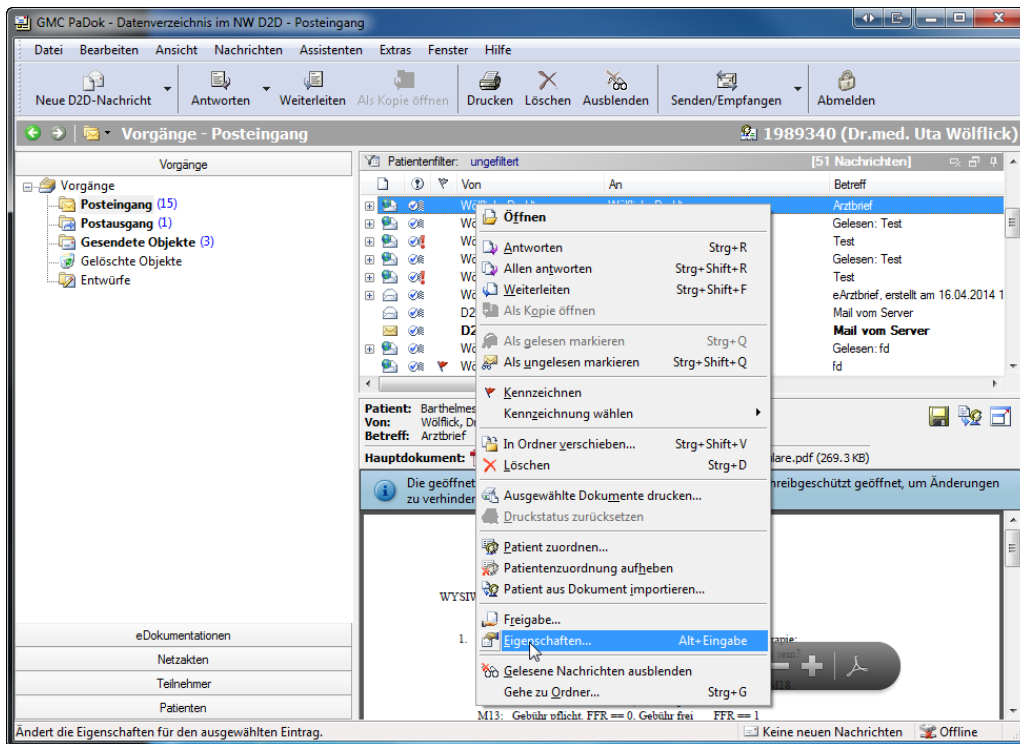 GMC PaDok - Datenverzeichnis im NW D2D - Posteingang
Datei Bearbeiten Ansicht Nachrichten Assistenten Extras Fenster Hilfe
Neue D2D-Nachricht Antworten Weiterleiten Als Kopie öffnen Drucken Löschen Ausblenden Senden/Empfangen Abmelden
Vorgänge - Posteingang 1989340 (Dr.med. Uta Wölflick)
Vorgänge
Vorgänge
Posteingang (15)
Postausgang (1)
Gesendete Objekte (3)
Gelöschte Objekte
Entwürfe
eDokumentationen
Netzakten
Teilnehmer
Patienten
Patientenfilter: ungefiltert [51 Nachrichten]
Von An Betreff
Arztbrief
Gelesen: Test
Test
Gelesen: Test
Test
eArztbrief, erstellt am 16.04.2014 1
D2 Mail vom Server
D2 Mail vom Server
Gelesen: fd
fd
Patient: Barthelmes
Von: Wölflick, D
Betreff: Arztbrief
Hauptdokument: lare.pdf (269.3 KB)
Die geöffnet hreibgeschützt geöffnet, um Änderungen
zu verhinder
WYSIW
1. rapie:
sein?
M18.
M13: Gebühr pflicht, FFR == 0, Gebühr frei FFR == 1
Öffnen
Antworten Strg+R
Allen antworten Strg+Shift+R
Weiterleiten Strg+Shift+F
Als Kopie öffnen
Als gelesen markieren Strg+Q
Als ungelesen markieren Strg+Shift+Q
Kennzeichnen
Kennzeichnung wählen
In Ordner verschieben... Strg+Shift+V
Löschen Strg+D
Ausgewählte Dokumente drucken...
Druckstatus zurücksetzen
Patient zuordnen...
Patientenzuordnung aufheben
Patient aus Dokument importieren...
Freigabe...
Eigenschaften... Alt+Eingabe
Gelesene Nachrichten ausblenden
Gehe zu Ordner... Strg+G
Ändert die Eigenschaften für den ausgewählten Eintrag. Keine neuen Nachrichten Offline